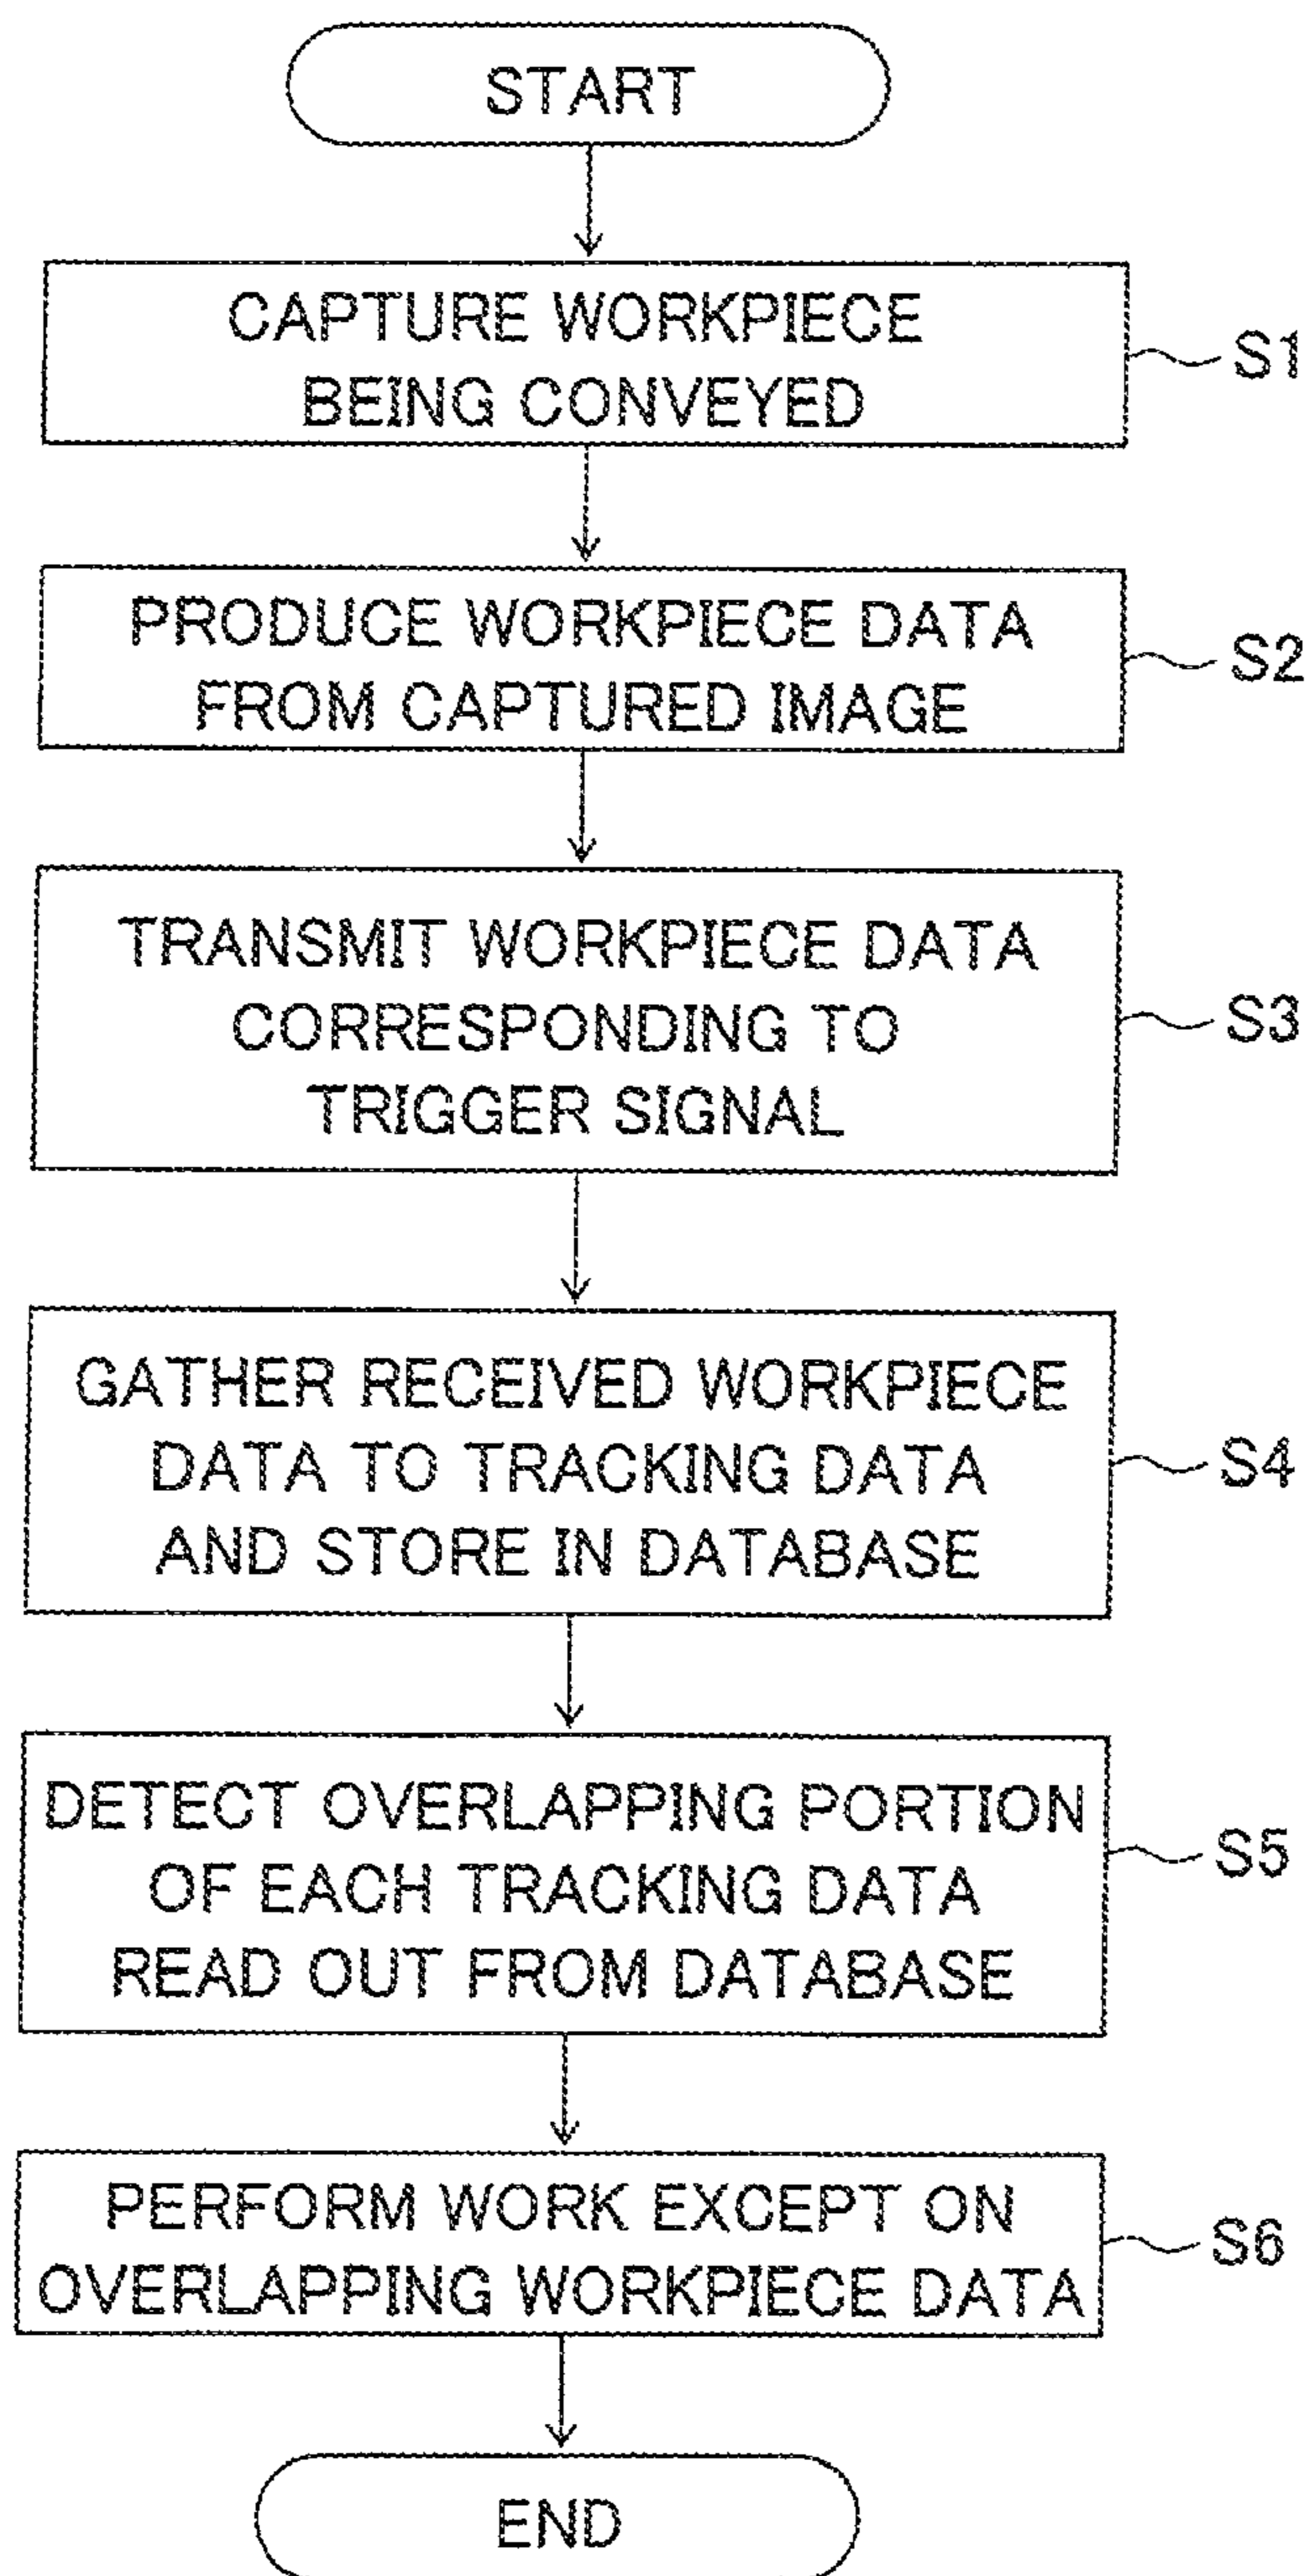 START
CAPTURE WORKPIECE
BEING CONVEYED
S1
PRODUCE WORKPIECE DATA
FROM CAPTURED IMAGE
S2
TRANSMIT WORKPIECE DATA
CORRESPONDING TO
TRIGGER SIGNAL
S3
GATHER RECEIVED WORKPIECE
DATA TO TRACKING DATA
AND STORE IN DATABASE
S4
DETECT OVERLAPPING PORTION
OF EACH TRACKING DATA
READ OUT FROM DATABASE
S5
PERFORM WORK EXCEPT ON
OVERLAPPING WORKPIECE DATA
S6
END